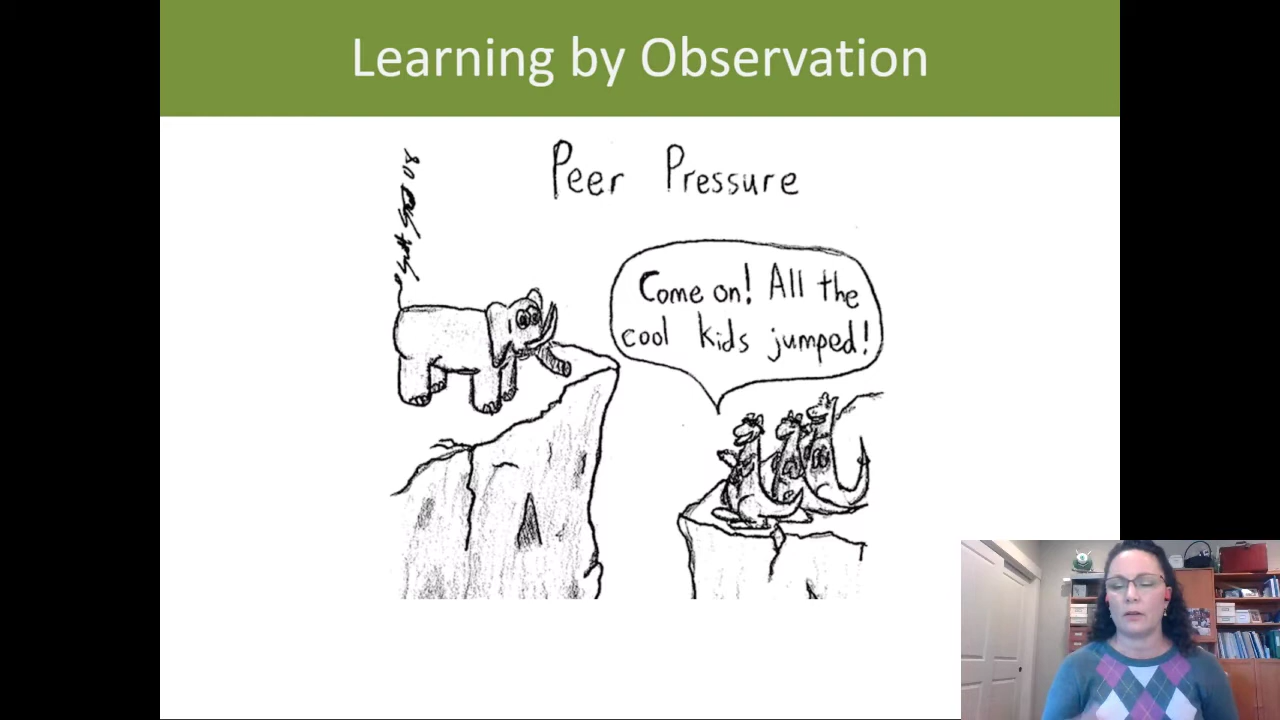 Learning by Observation
Peer Pressure
Come on! All the
cool kids jumped!